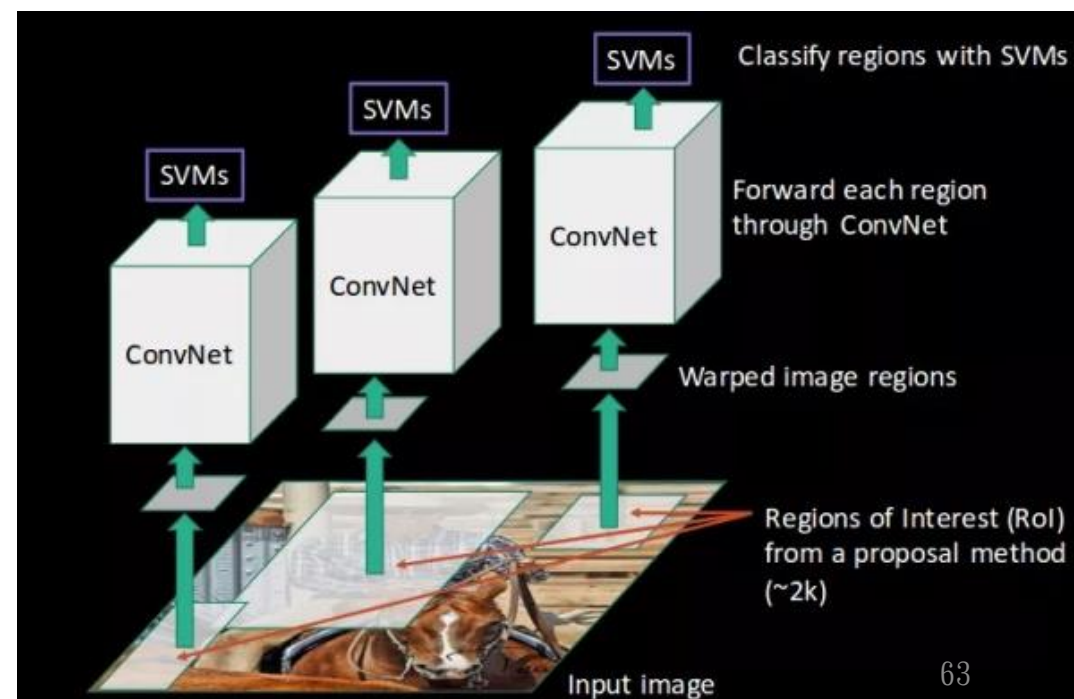 SVMs
Classify regions with SVMs
SVMs
SVMs
Forward each region
through ConvNet
ConvNet
ConvNet
ConvNet
Warped image regions
Regions of Interest (RoI)
from a proposal method
(~2k)
Input image
63